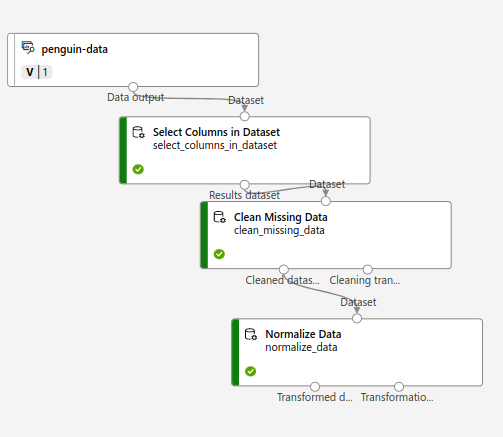 penguin-data
V | 1
Data output
Dataset
Select Columns in Dataset
select_columns_in_dataset
Results dataset
Dataset
Clean Missing Data
clean_missing_data
Cleaned datas...
Cleaning tran...
Dataset
Normalize Data
normalize_data
Transformed d...
Transformatio...